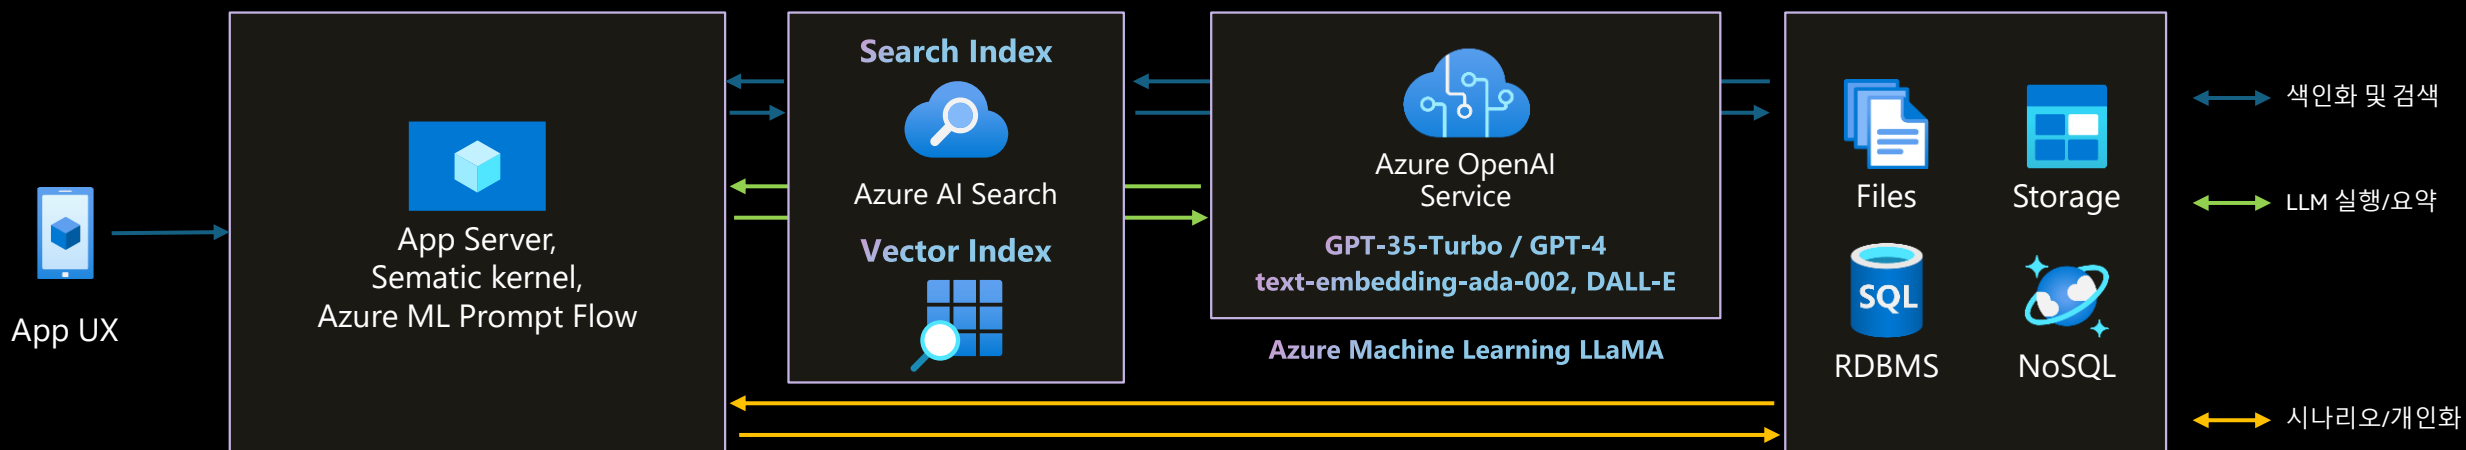 App UX
App Server,
Sematic kernel,
Azure ML Prompt Flow
Search Index
Azure AI Search
Vector Index
Azure OpenAI
Service
GPT-35-Turbo / GPT-4
text-embedding-ada-002, DALL-E
Azure Machine Learning LLaMA
Files
Storage
SQL
RDBMS
NoSQL
색인화 및 검색
LLM 실행/요약
시나리오/개인화